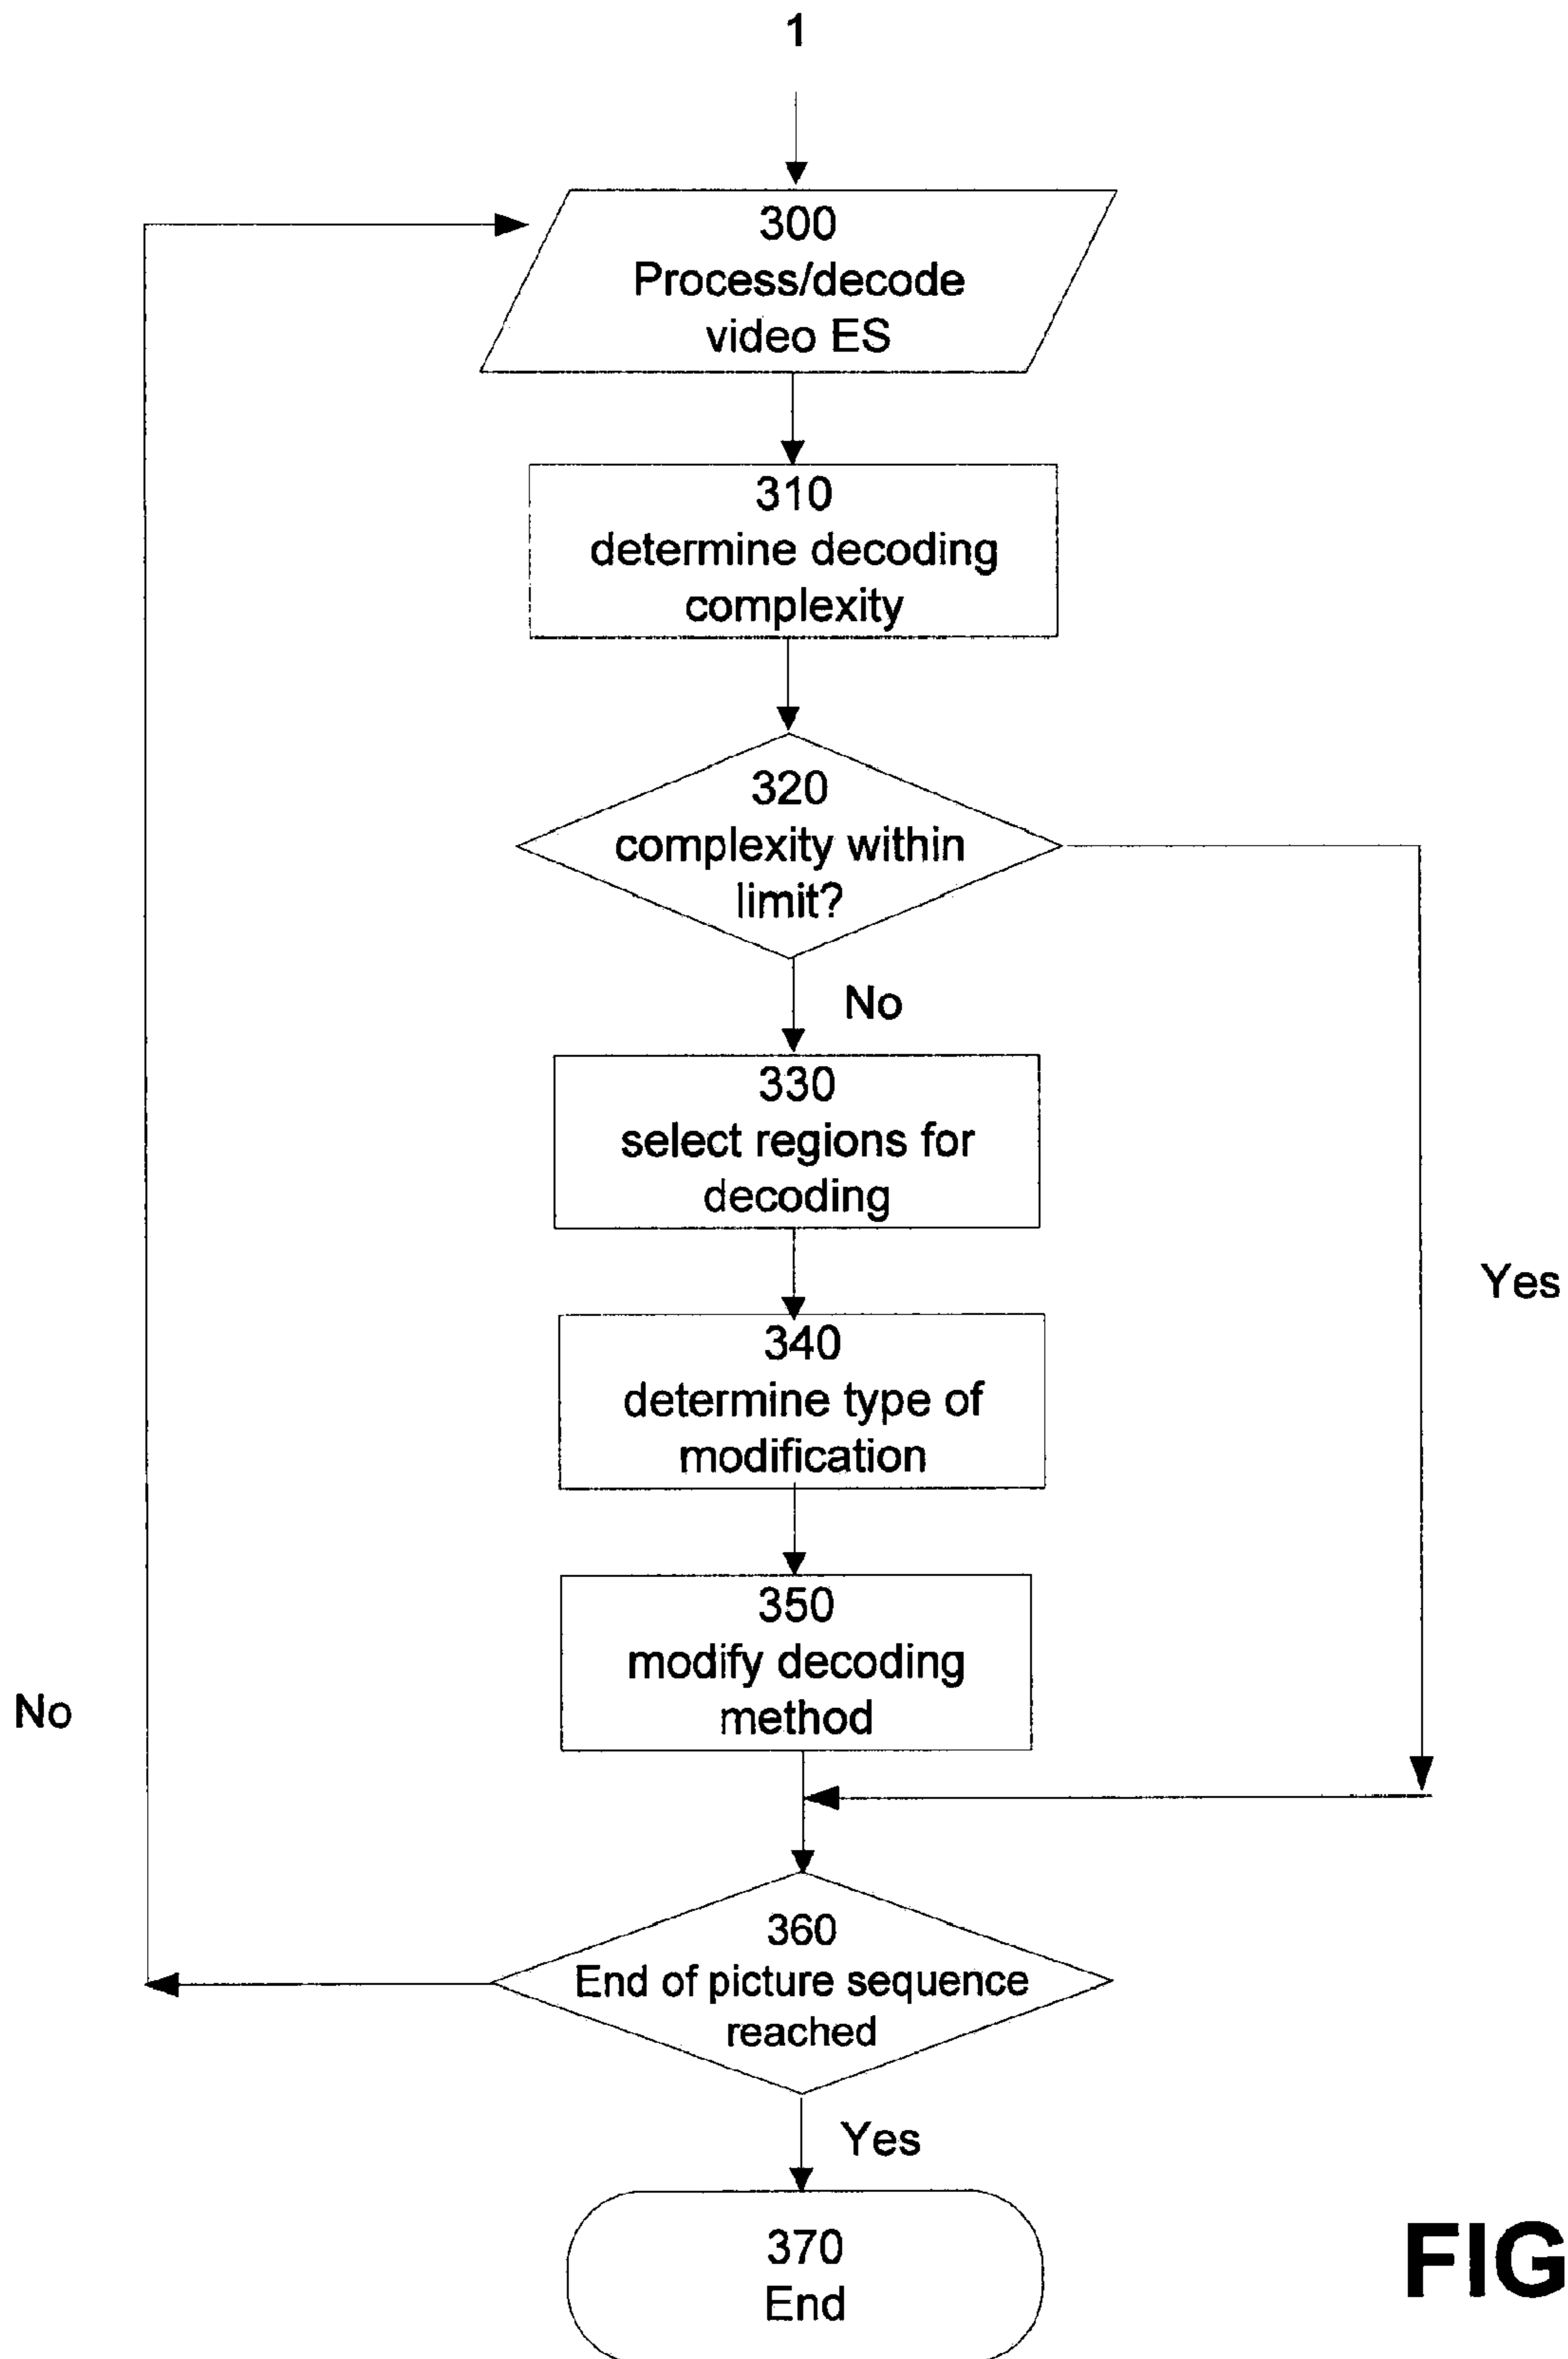 1
300
Process/decode
video ES
310
determine decoding
complexity
320
complexity within
limit?
No
330
select regions for
decoding
Yes
340
determine type of
modification
350
modify decoding
method
No
360
End of picture sequence
reached
Yes
370
End
FIG